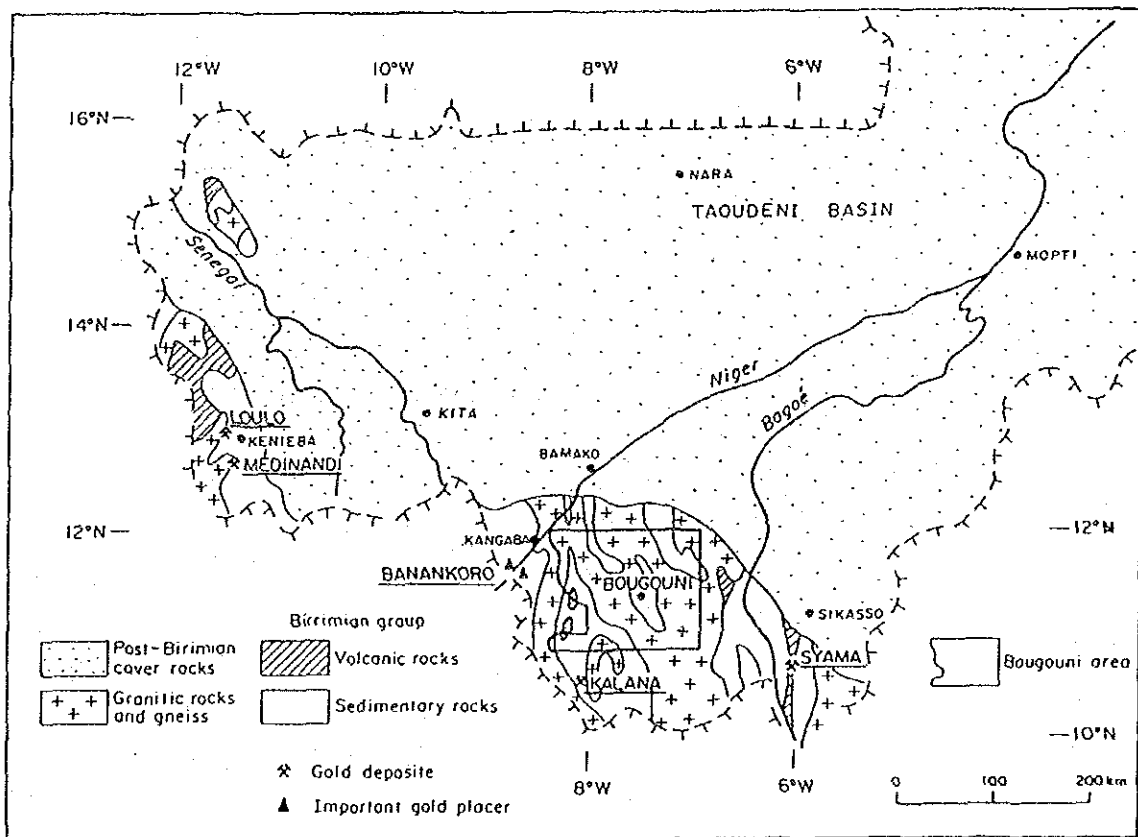 12°W
10°W
8°W
6°W
16°N
NARA
TAOUDENI BASIN
MOPTI
Senegal
14°N
Niger
Bagoé
KITA
LOULO
KENIEBA
MEDINANDI
BAMAKO
12°N
12°N
KANGABA
BANANKORO
BOUGOUNI
SIKASSO
SYAMA
KALANA
Birrimian group
Post-Birimian
cover rocks
Volcanic rocks
Granitic rocks
and gneiss
Sedimentary rocks
Bougouni area
10°N
Gold deposite
Important gold placer
8°W
6°W
0 100 200 km